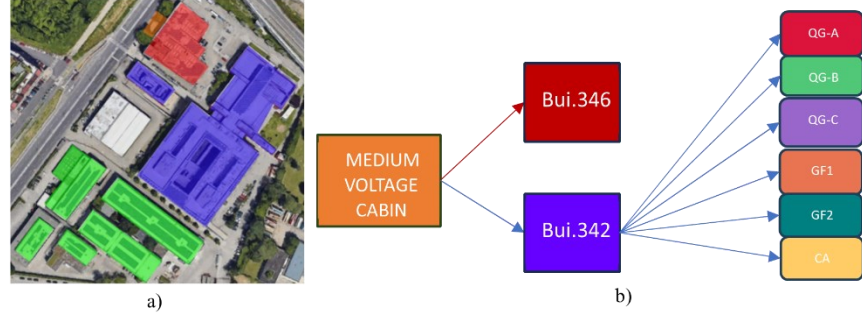 QG-A
QG-B
Bui.346
QG-C
MEDIUM
VOLTAGE
CABIN
GF1
Bui.342
GF2
CA
a)
b)